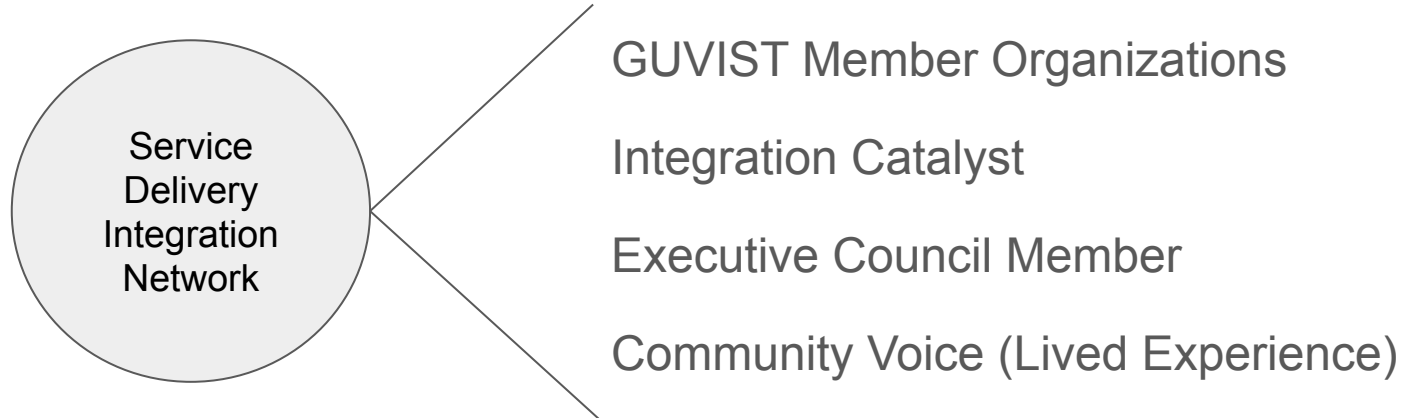 Service
Delivery
Integration
Network
GUVIST Member Organizations
Integration Catalyst
Executive Council Member
Community Voice (Lived Experience)